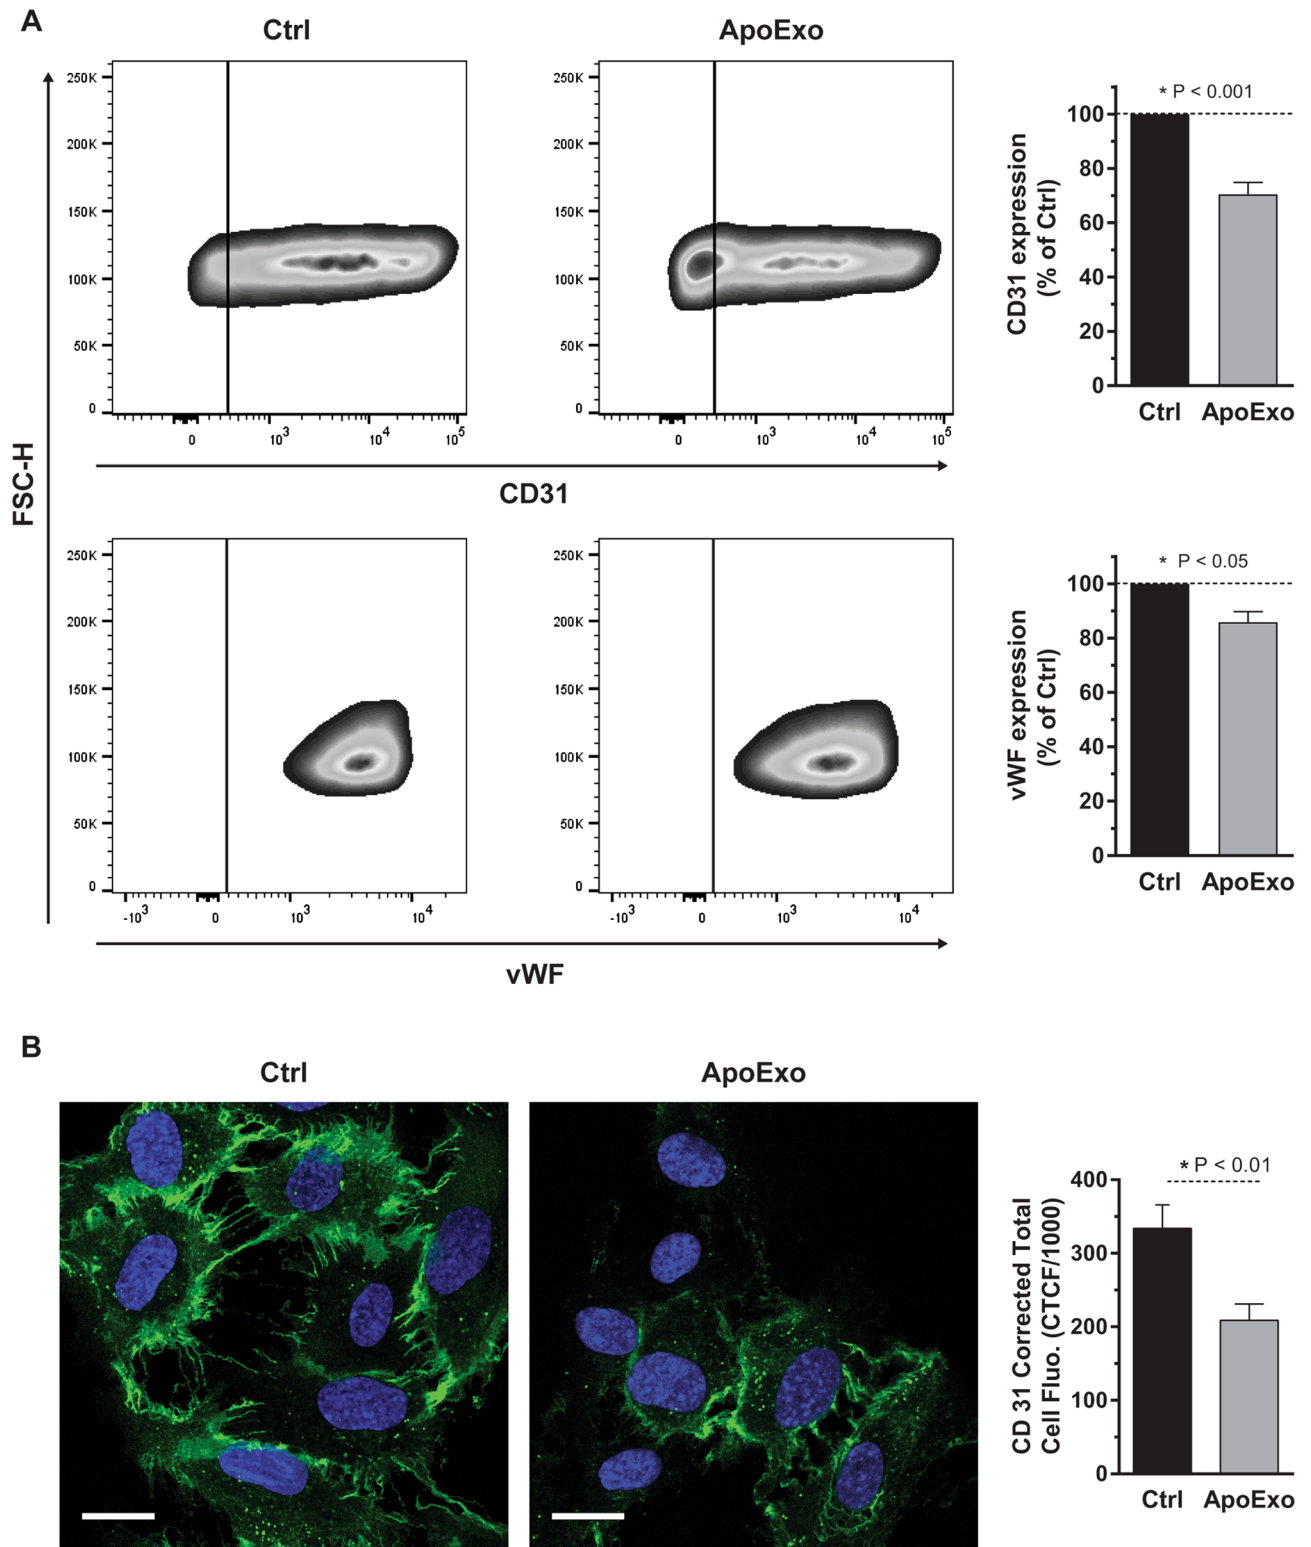 A
Ctrl
ApoExo
250K
200K
150K
100K
50K
0
0 10³ 10⁴ 10⁵
250K
200K
150K
100K
50K
0
0 10³ 10⁴ 10⁵
CD31
* P < 0.001
CD31 expression
(% of Ctrl)
100
80
60
40
20
0
Ctrl ApoExo
FSC-H
250K
200K
150K
100K
50K
0
-10³ 0 10³ 10⁴
250K
200K
150K
100K
50K
0
-10³ 0 10³ 10⁴
vWF
* P < 0.05
vWF expression
(% of Ctrl)
100
80
60
40
20
0
Ctrl ApoExo
B
Ctrl
ApoExo
* P < 0.01
CD 31 Corrected Total
Cell Fluo. (CTCF/1000)
400
300
200
100
0
Ctrl ApoExo